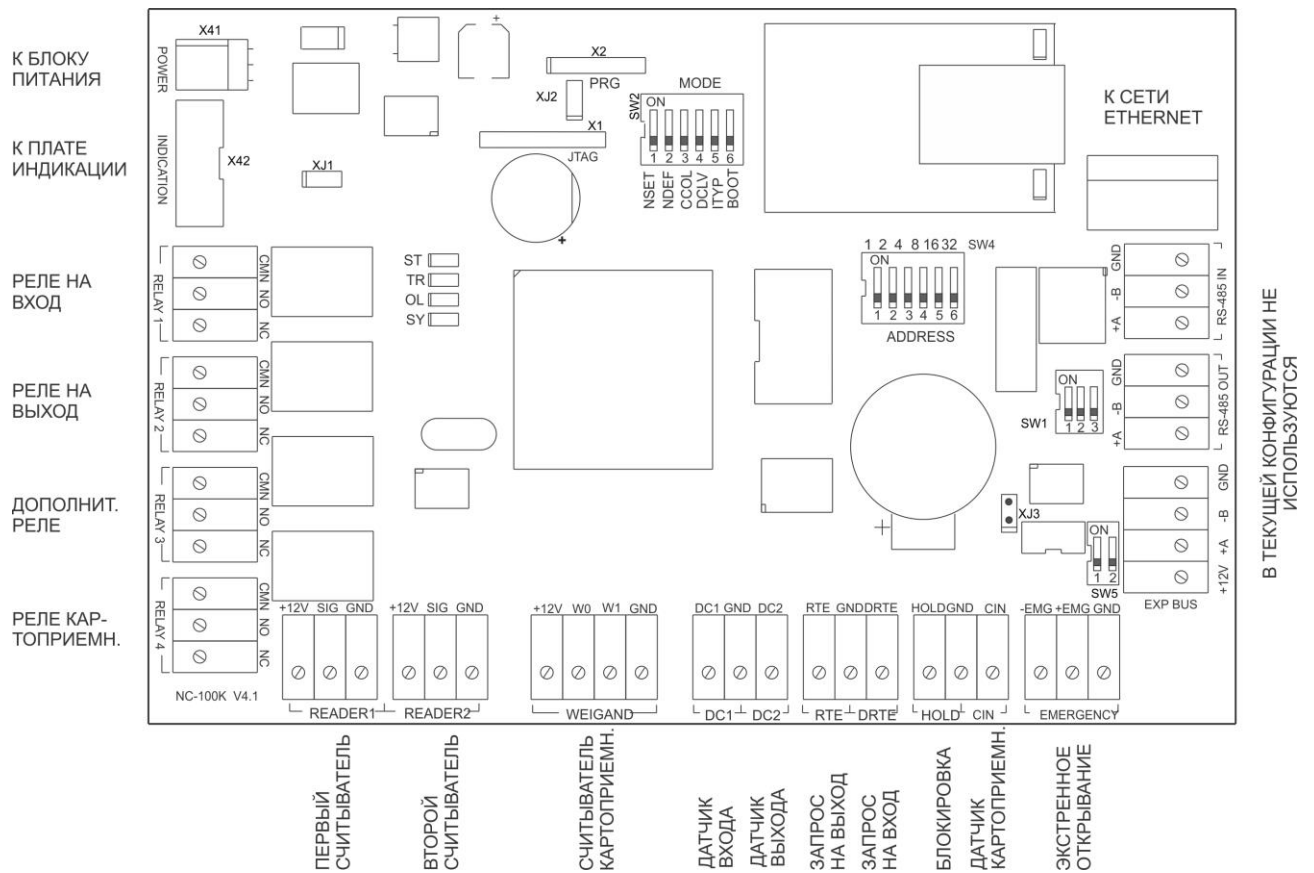 К БЛОКУ
ПИТАНИЯ
К ПЛАТЕ
ИНДИКАЦИИ
РЕЛЕ НА
ВХОД
РЕЛЕ НА
ВЫХОД
ДОПОЛНИТ.
РЕЛЕ
РЕЛЕ КАР-
ТОПРИЕМН.
X41
POWER
INDICATION
X42
XJ1
X2
PRG
XJ2
X1
JTAG
MODE
SW2
ON
1 2 3 4 5 6
NSET
NDEF
CCOL
DCLV
ITYP
BOOT
К СЕТИ
ETHERNET
ST
TR
OL
SY
1 2 4 8 16 32 SW4
ON
1 2 3 4 5 6
ADDRESS
RELAY 1
CMN
NO
NC
RELAY 2
CMN
NO
NC
RELAY 3
CMN
NO
NC
RELAY 4
CMN
NO
NC
GND
-B
+A
RS-485 IN
GND
-B
+A
RS-485 OUT
ON
SW1
1 2 3
GND
-B
+A
+12V
EXP BUS
XJ3
ON
1 2
SW5
В ТЕКУЩЕЙ КОНФИГУРАЦИИ НЕ
ИСПОЛЬЗУЮТСЯ
+12V SIG GND
+12V SIG GND
+12V W0 W1 GND
DC1 GND DC2
RTE GND DRTE
HOLD GND CIN
-EMG +EMG GND
NC-100K V4.1
READER1
READER2
WEIGAND
DC1
DC2
RTE
DRTE
HOLD
CIN
EMERGENCY
ПЕРВЫЙ
СЧИТЫВАТЕЛЬ
ВТОРОЙ
СЧИТЫВАТЕЛЬ
СЧИТЫВАТЕЛЬ
КАРТОПРИЕМН.
ДАТЧИК
ВХОДА
ДАТЧИК
ВЫХОДА
ЗАПРОС
НА ВЫХОД
ЗАПРОС
НА ВХОД
БЛОКИРОВКА
ДАТЧИК
КАРТОПРИЕМН.
ЭКСТРЕННОЕ
ОТКРЫВАНИЕ